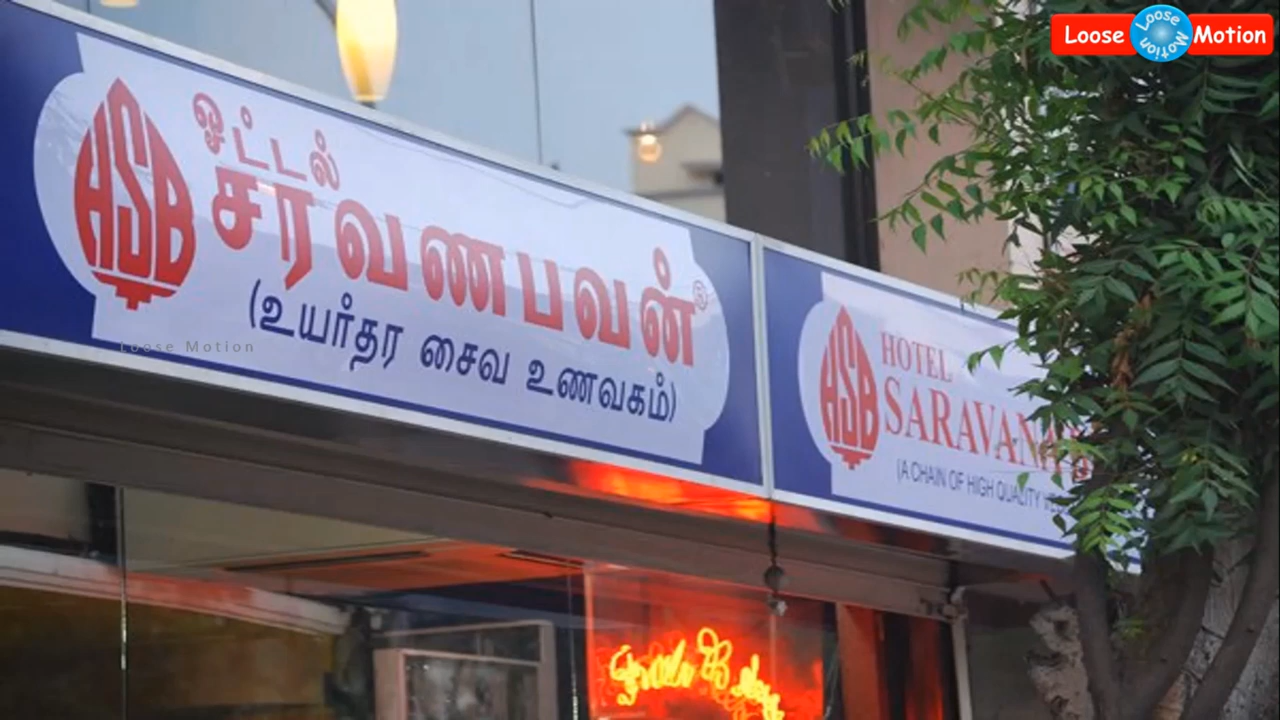 Loose Motion
Loose Motion
HSB
ஓட்டல்
சரவணபவன்®
(உயர்தர சைவ உணவகம்)
Loose Motion
HSB
HOTEL
SARAVANA
(A CHAIN OF HIGH QUALITY